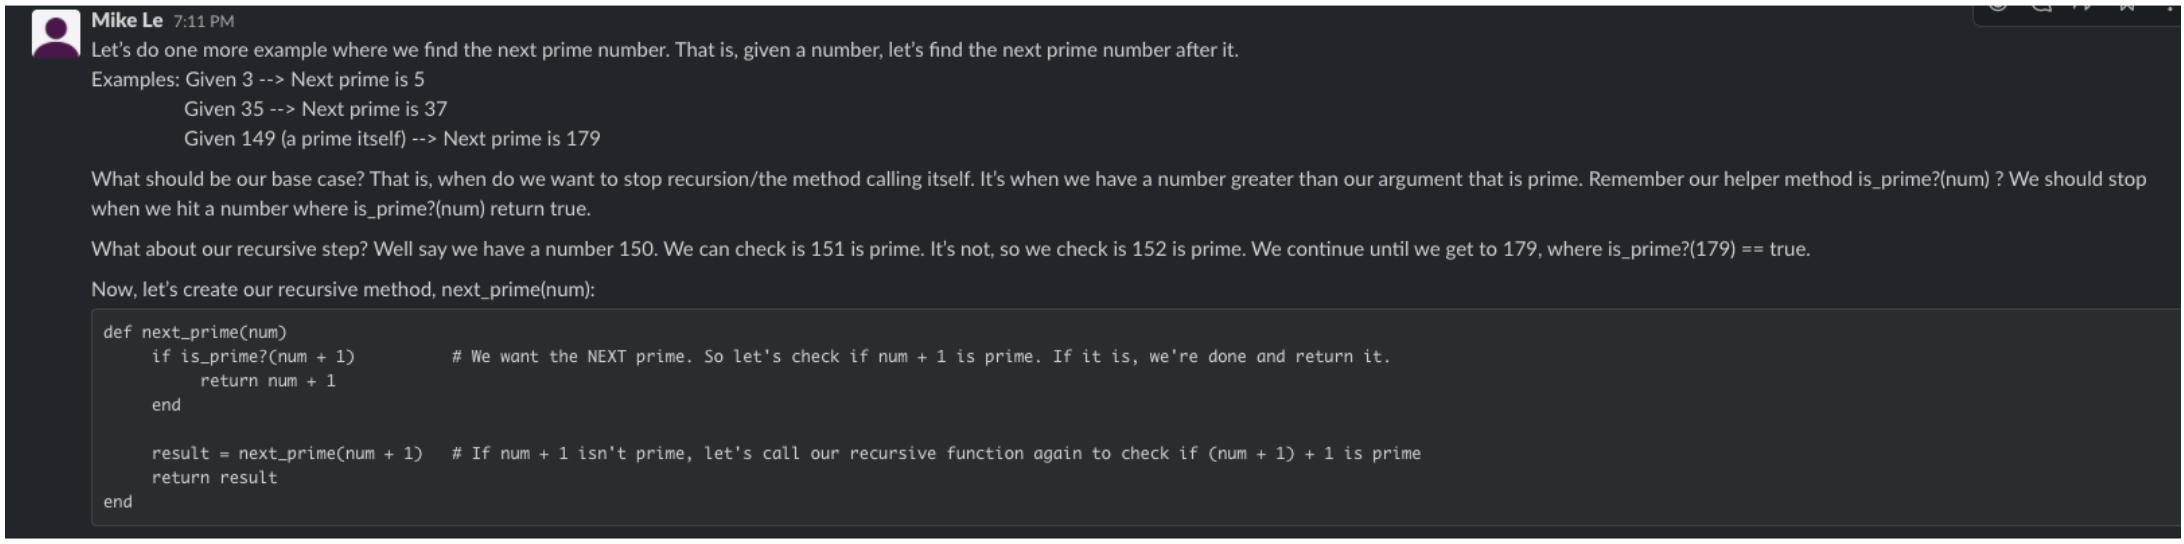 Mike Le 7:11 PM
Let's do one more example where we find the next prime number. That is, given a number, let's find the next prime number after it.
Examples: Given 3 --> Next prime is 5
Given 35 --> Next prime is 37
Given 149 (a prime itself) --> Next prime is 179
What should be our base case? That is, when do we want to stop recursion/the method calling itself. It's when we have a number greater than our argument that is prime. Remember our helper method is_prime?(num) ? We should stop
when we hit a number where is_prime?(num) return true.
What about our recursive step? Well say we have a number 150. We can check is 151 is prime. It's not, so we check is 152 is prime. We continue until we get to 179, where is_prime?(179) == true.
Now, let's create our recursive method, next_prime(num):
def next_prime(num)
if is_prime?(num + 1) # We want the NEXT prime. So let's check if num + 1 is prime. If it is, we're done and return it.
return num + 1
end
result = next_prime(num + 1) # If num + 1 isn't prime, let's call our recursive function again to check if (num + 1) + 1 is prime
return result
end